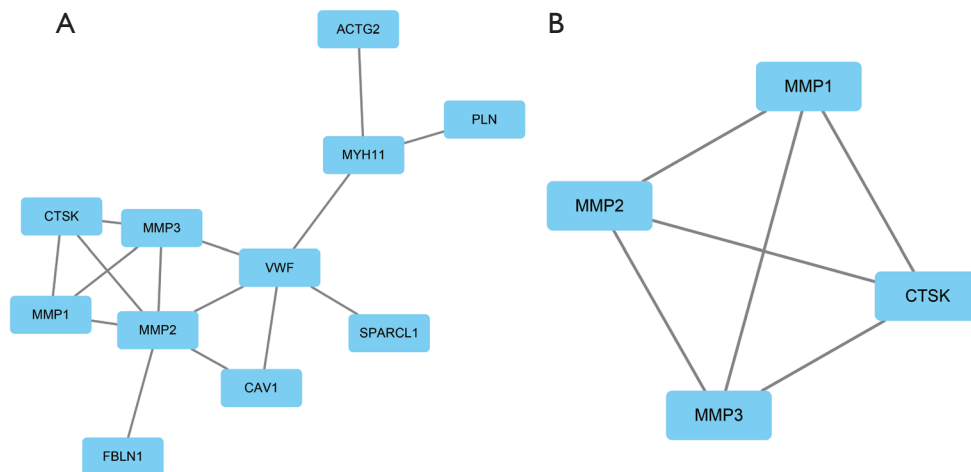 A
ACTG2
PLN
MYH11
CTSK
MMP3
VWF
MMP1
MMP2
SPARCL1
CAV1
FBLN1
B
MMP1
MMP2
CTSK
MMP3